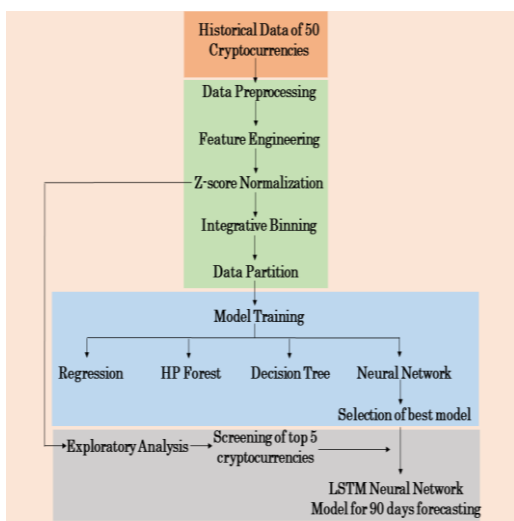 Historical Data of 50
Cryptocurrencies
Data Preprocessing
Feature Engineering
Z-score Normalization
Integrative Binning
Data Partition
Model Training
Regression
HP Forest
Decision Tree
Neural Network
Selection of best model
Exploratory Analysis
Screening of top 5
cryptocurrencies
LSTM Neural Network
Model for 90 days forecasting